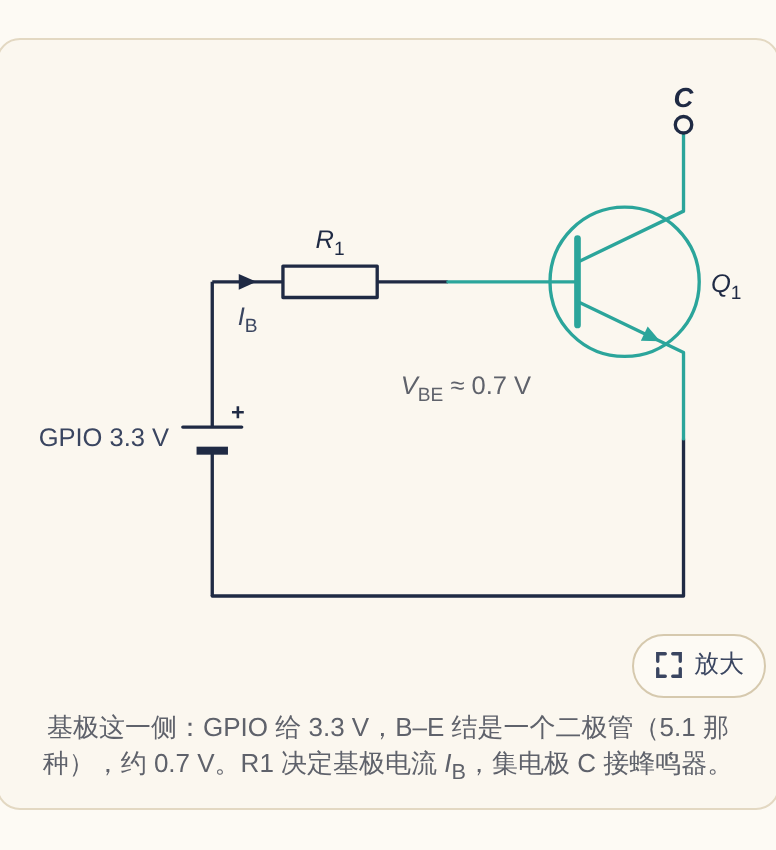 C
R1
Q1
IB
VBE ≈ 0.7 V
+
GPIO 3.3 V
放大
基极这一侧：GPIO 给 3.3 V，B–E 结是一个二极管（5.1 那
种），约 0.7 V。R1 决定基极电流 IB，集电极 C 接蜂鸣器。